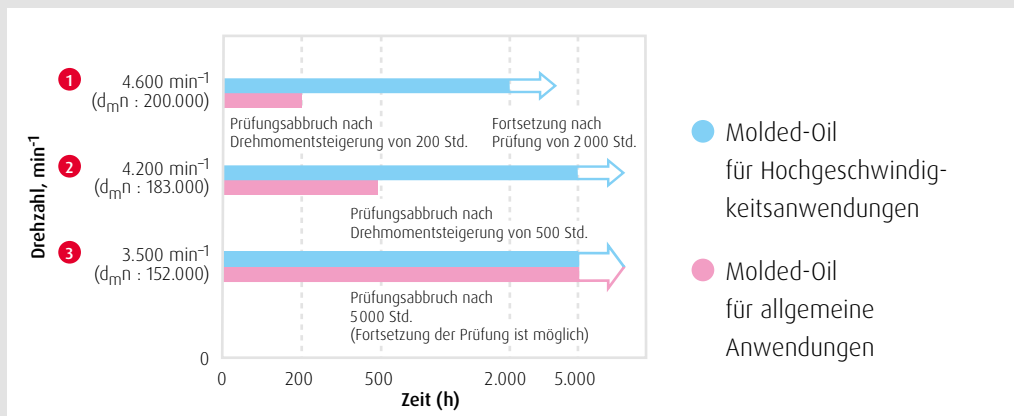 Drehzahl, min⁻¹
1
4.600 min⁻¹
(dmn : 200.000)
Prüfungsabbruch nach
Drehmomentsteigerung von 200 Std.
Fortsetzung nach
Prüfung von 2 000 Std.
2
4.200 min⁻¹
(dmn : 183.000)
Prüfungsabbruch nach
Drehmomentsteigerung von 500 Std.
3
3.500 min⁻¹
(dmn : 152.000)
Prüfungsabbruch nach
5 000 Std.
(Fortsetzung der Prüfung ist möglich)
0
0 200 500 2.000 5.000
Zeit (h)
Molded-Oil
für Hochgeschwindig-
keitsanwendungen
Molded-Oil
für allgemeine
Anwendungen